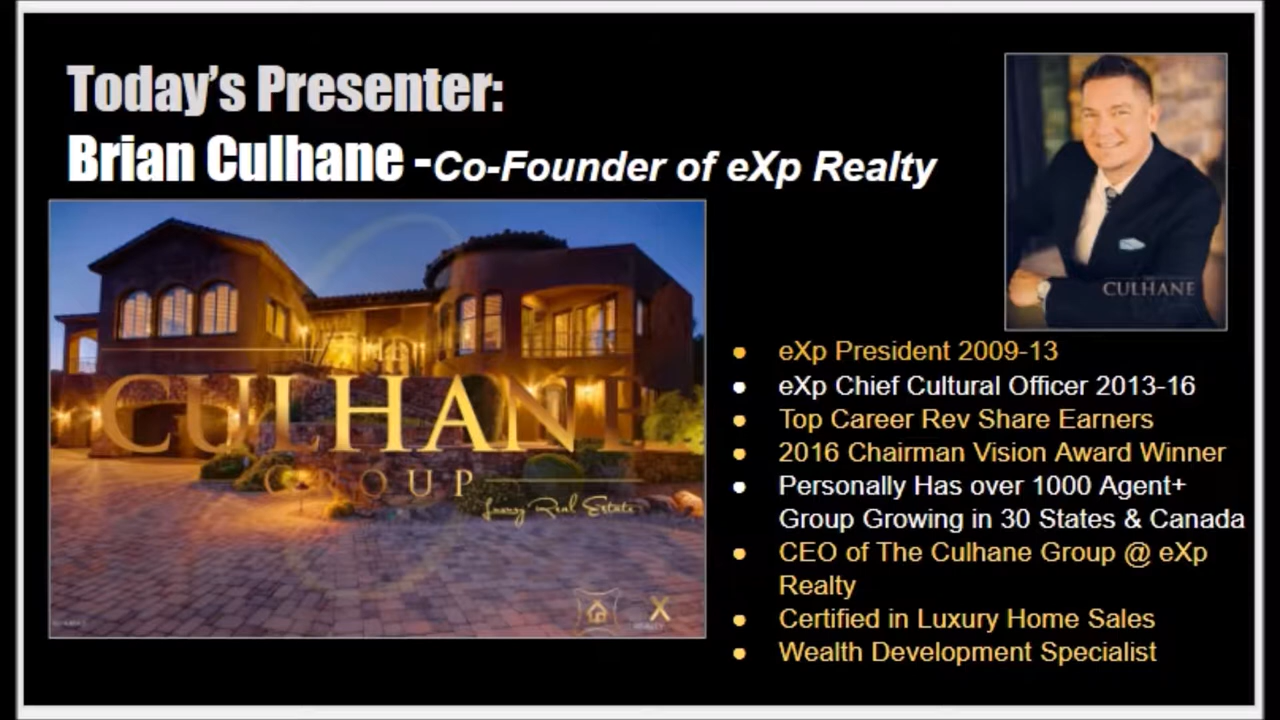 Today's Presenter:
Brian Culhane -Co-Founder of eXp Realty
CULHANE
THE
CULHANE
GROUP
Luxury Real Estate
X
REALTY
• eXp President 2009-13
• eXp Chief Cultural Officer 2013-16
• Top Career Rev Share Earners
• 2016 Chairman Vision Award Winner
• Personally Has over 1000 Agent+
Group Growing in 30 States & Canada
• CEO of The Culhane Group @ eXp
Realty
• Certified in Luxury Home Sales
• Wealth Development Specialist